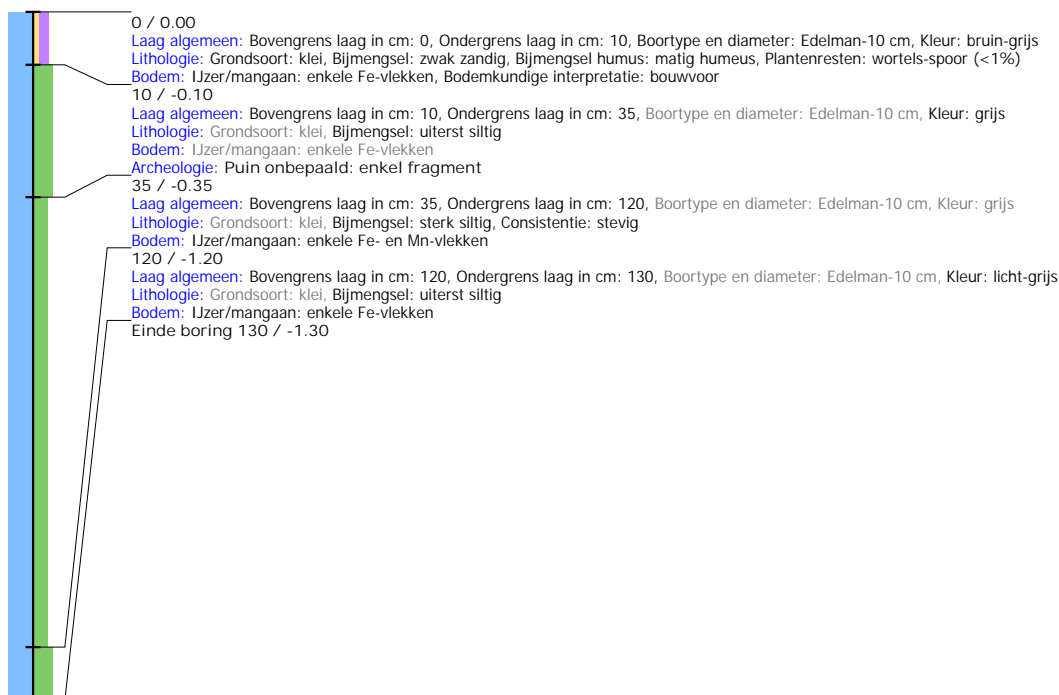 0 / 0.00
Laag algemeen: Bovengrens laag in cm: 0, Ondergrens laag in cm: 10, Boortype en diameter: Edelman-10 cm, Kleur: bruin-grijs
Lithologie: Grondsoort: klei, Bijmengsel: zwak zandig, Bijmengsel humus: matig humeus, Plantenresten: wortels-spoor (<1%)
Bodem: IJzer/mangaan: enkele Fe-vlekken, Bodemkundige interpretatie: bouwvoor
10 / -0.10
Laag algemeen: Bovengrens laag in cm: 10, Ondergrens laag in cm: 35, Boortype en diameter: Edelman-10 cm, Kleur: grijs
Lithologie: Grondsoort: klei, Bijmengsel: uiterst siltig
Bodem: IJzer/mangaan: enkele Fe-vlekken
Archeologie: Puin onbepaald: enkel fragment
35 / -0.35
Laag algemeen: Bovengrens laag in cm: 35, Ondergrens laag in cm: 120, Boortype en diameter: Edelman-10 cm, Kleur: grijs
Lithologie: Grondsoort: klei, Bijmengsel: sterk siltig, Consistentie: stevig
Bodem: IJzer/mangaan: enkele Fe- en Mn-vlekken
120 / -1.20
Laag algemeen: Bovengrens laag in cm: 120, Ondergrens laag in cm: 130, Boortype en diameter: Edelman-10 cm, Kleur: licht-grijs
Lithologie: Grondsoort: klei, Bijmengsel: uiterst siltig
Bodem: IJzer/mangaan: enkele Fe-vlekken
Einde boring 130 / -1.30